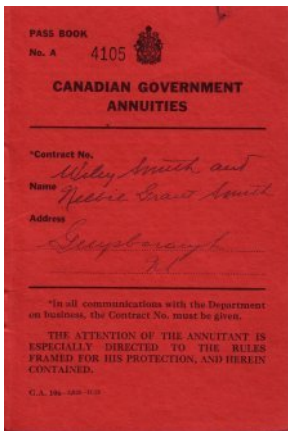 PASS BOOK
No. A 4105
CANADIAN GOVERNMENT
ANNUITIES
*Contract No.
Wiley Smith and
Name Nessie Grant Smith
Address
Guysborough
NS
*In all communications with the Department
on business, the Contract No. must be given.
THE ATTENTION OF THE ANNUITANT IS
ESPECIALLY DIRECTED TO THE RULES
FRAMED FOR HIS PROTECTION, AND HEREIN
CONTAINED.
G.A. 106